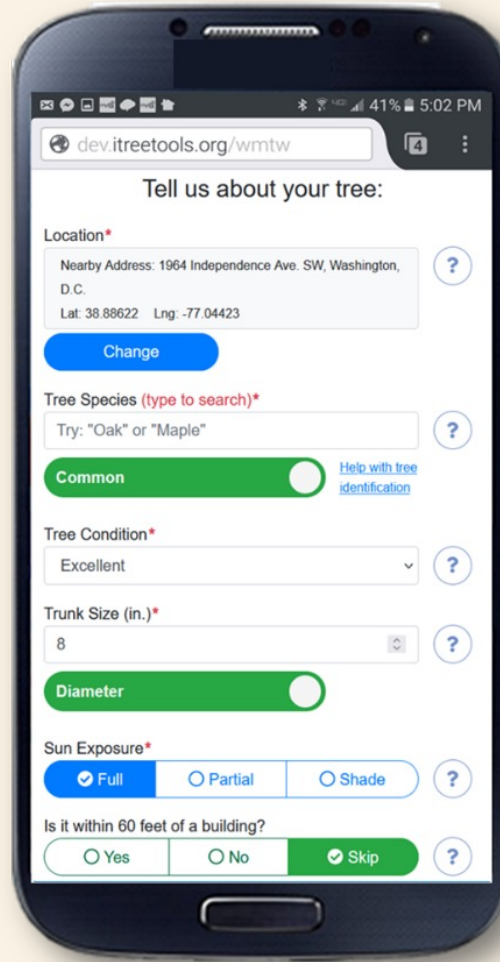 41% 5:02 PM
dev.itreetools.org/wmtw
4
Tell us about your tree:
Location*
?
Nearby Address: 1964 Independence Ave. SW, Washington,
D.C.
Lat: 38.88622 Lng: -77.04423
Change
Tree Species (type to search)*
Try: "Oak" or "Maple"
?
Common
Help with tree
identification
Tree Condition*
Excellent
?
Trunk Size (in.)*
8
?
Diameter
Sun Exposure*
Full Partial Shade
?
Is it within 60 feet of a building?
Yes No Skip
?